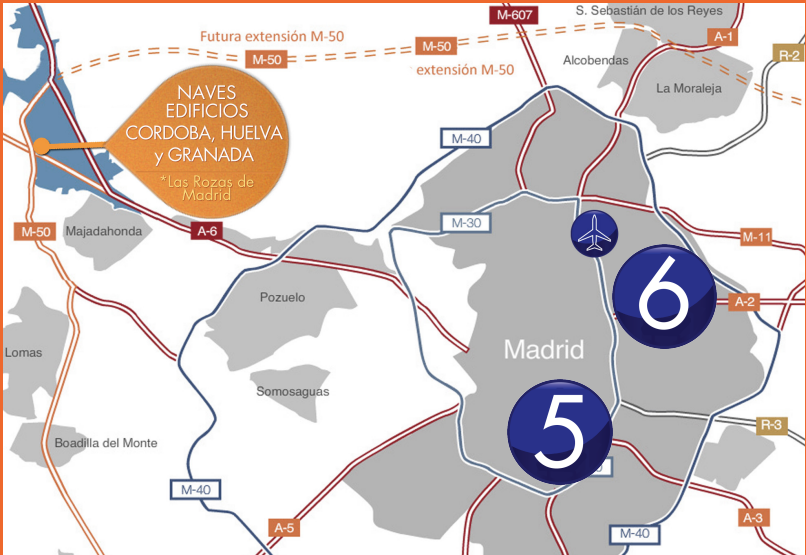 M-607
S. Sebastián de los Reyes
Futura extensión M-50
A-1
M-50
M-50
R-2
Alcobendas
extensión M-50
La Moraleja
NAVES
EDIFICIOS
CORDOBA, HUELVA
y GRANADA
*Las Rozas de
Madrid
M-40
M-30
M-50
Majadahonda
A-6
M-11
6
Pozuelo
A-2
Madrid
Lomas
Somosaguas
5
R-3
Boadilla del Monte
M-40
A-5
A-3
M-40